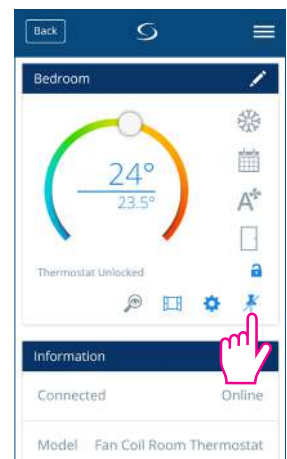 Back
Bedroom
24°
23.5°
A
Thermostat Unlocked
Information
Connected Online
Model Fan Coil Room Thermostat